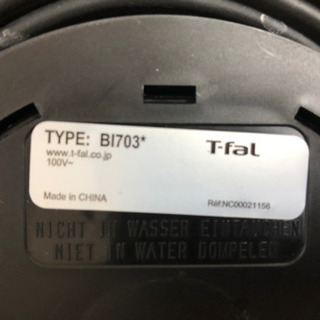 TYPE: BI703*
www.t-fal.co.jp
100V~
T-faL
Made in CHINA
Réf:NC00021156
NICHT IN WASSER EINTAUCHEN
NIET IN WATER DOMPELEN